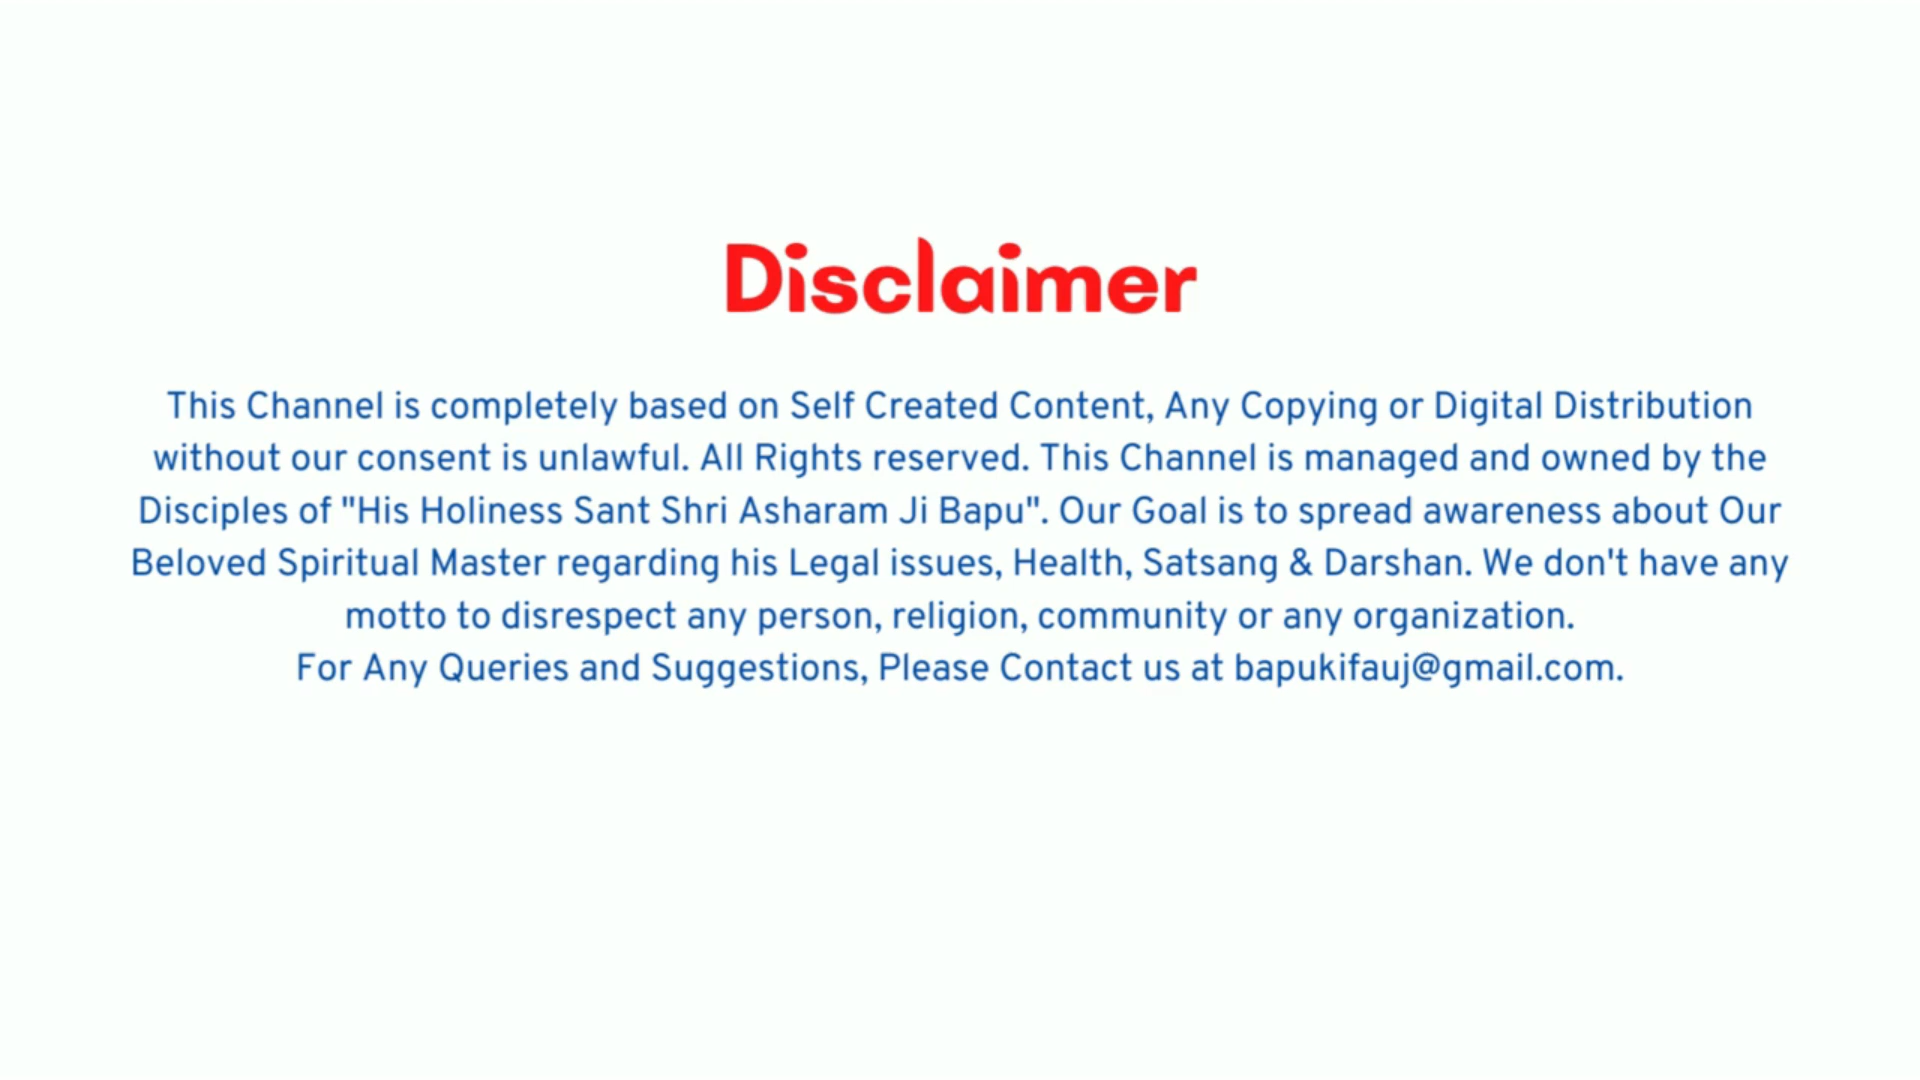 Disclaimer
This Channel is completely based on Self Created Content, Any Copying or Digital Distribution
without our consent is unlawful. All Rights reserved. This Channel is managed and owned by the
Disciples of "His Holiness Sant Shri Asharam Ji Bapu". Our Goal is to spread awareness about Our
Beloved Spiritual Master regarding his Legal issues, Health, Satsang & Darshan. We don't have any
motto to disrespect any person, religion, community or any organization.
For Any Queries and Suggestions, Please Contact us at bapukifauj@gmail.com.